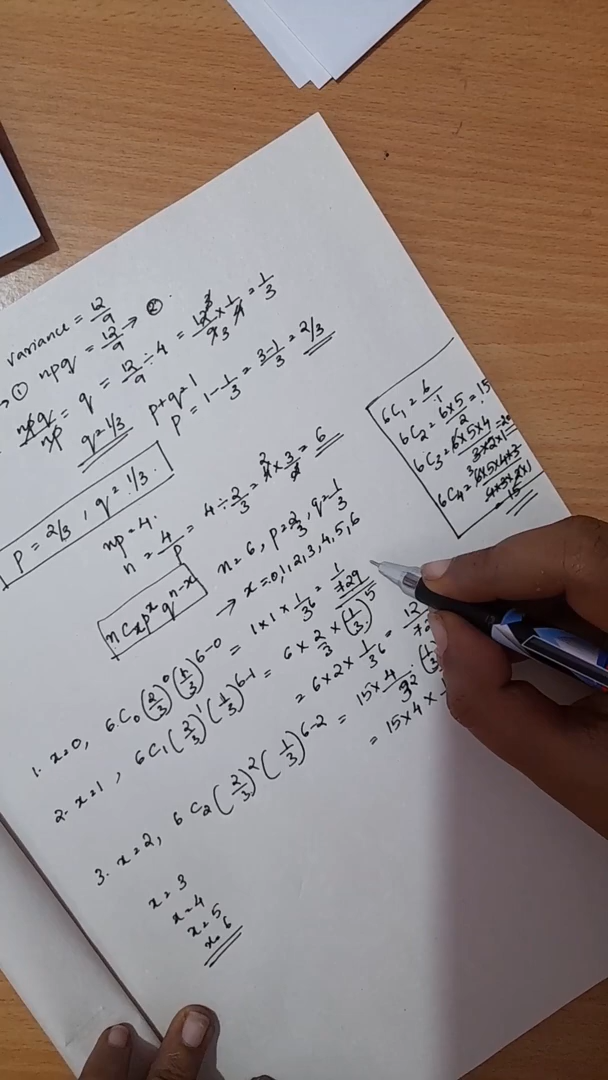 variance = 12/9
→ ① npq = 12/9 → ②
npq/np = q = 12/9 ÷ 4 = 12/9 × 1/4 = 1/3
q = 1/3
p+q=1
p = 1 - 1/3 = 3-1/3 = 2/3
P = 2/3, q = 1/3.
np = 4.
n = 4/p = 4 ÷ 2/3 = 4 × 3/2 = 6
nCx p^x q^n-x
n = 6, p = 2/3, q = 1/3
→ x = 0, 1, 2, 3, 4, 5, 6
6C1 = 6/1
6C2 = 6×5/2 = 15
6C3 = 6×5×4/3×2×1 = 20
6C4 = 6×5×4×3/4×3×2×1
= 15
1. x=0, 6C0 (2/3)^0 (1/3)^6-0 = 1 × 1 × 1/3^6 = 1/729
2. x=1, 6C1 (2/3)^1 (1/3)^6-1 = 6 × 2/3 × (1/3)^5
= 6 × 2 × 1/3^6 = 12/
3. x=2, 6C2 (2/3)^2 (1/3)^6-2 = 15 × 4/
= 15 × 4 ×
x = 3
x = 4
x = 5
x = 6